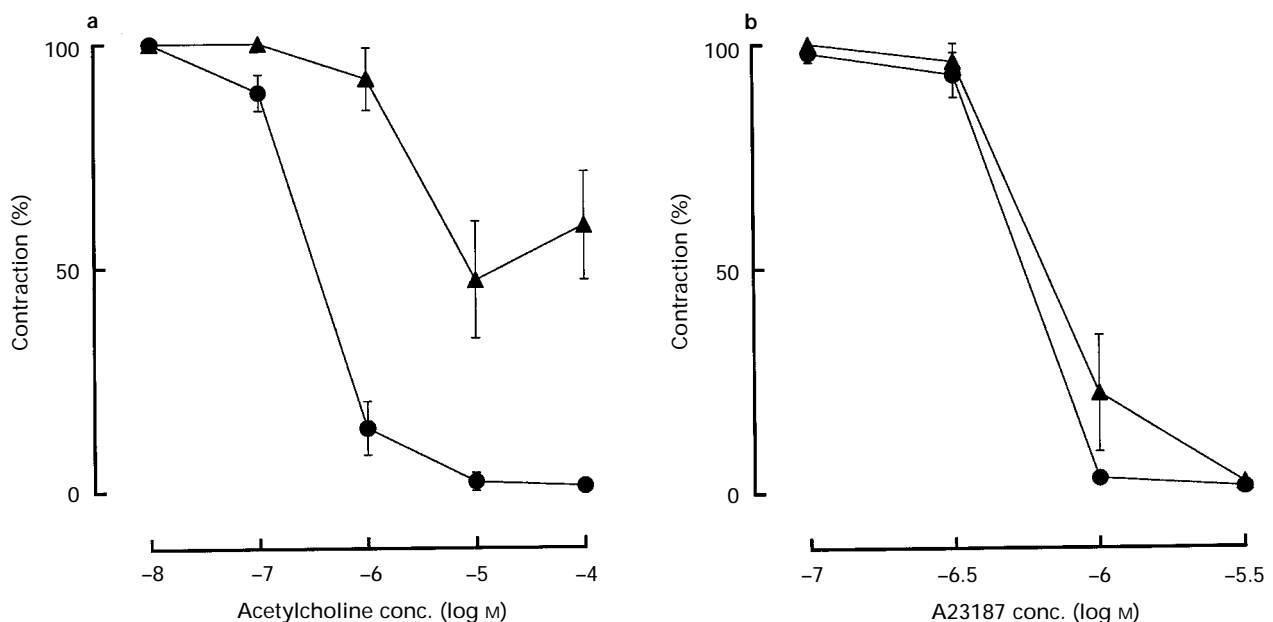 a
100
50
0
Contraction (%)
–8 –7 –6 –5 –4
Acetylcholine conc. (log M)
b
100
50
0
Contraction (%)
–7 –6.5 –6 –5.5
A23187 conc. (log M)